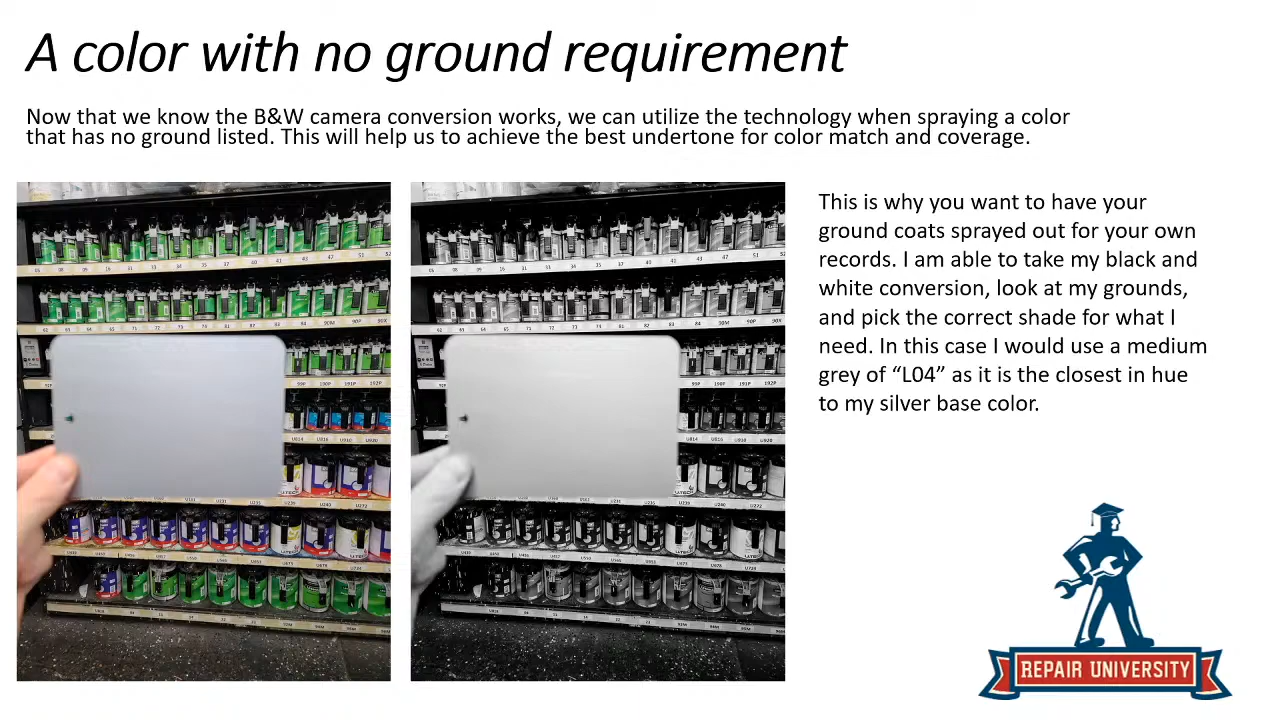 A color with no ground requirement
Now that we know the B&W camera conversion works, we can utilize the technology when spraying a color
that has no ground listed. This will help us to achieve the best undertone for color match and coverage.
This is why you want to have your
ground coats sprayed out for your own
records. I am able to take my black and
white conversion, look at my grounds,
and pick the correct shade for what I
need. In this case I would use a medium
grey of “L04” as it is the closest in hue
to my silver base color.
REPAIR UNIVERSITY